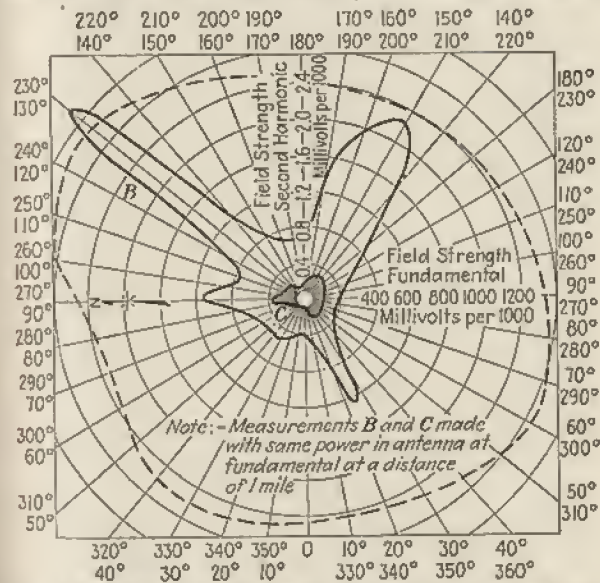 220° 210° 200° 190° 170° 160° 150° 140°
140° 150° 160° 170° 180° 190° 200° 210° 220°
230°
130°
240°
120°
250°
110°
260°
100°
270°
90°
280°
80°
290°
70°
300°
60°
310°
50°
180°
230°
120°
240°
110°
250°
100°
260°
90°
270°
80°
280°
70°
290°
60°
300°
50°
310°
Field Strength
Second Harmonic
0.4-0.8-1.2-1.6-2.0-2.4-
Millivolts per 1000
B
N
C
Field Strength
Fundamental
400 600 800 1000 1200
Millivolts per 1000
Note:- Measurements B and C made
with same power in antenna at
fundamental at a distance
of 1 mile
320° 330° 340° 350° 0 10° 20° 30° 40°
40° 30° 20° 10° 330° 340° 350° 360°